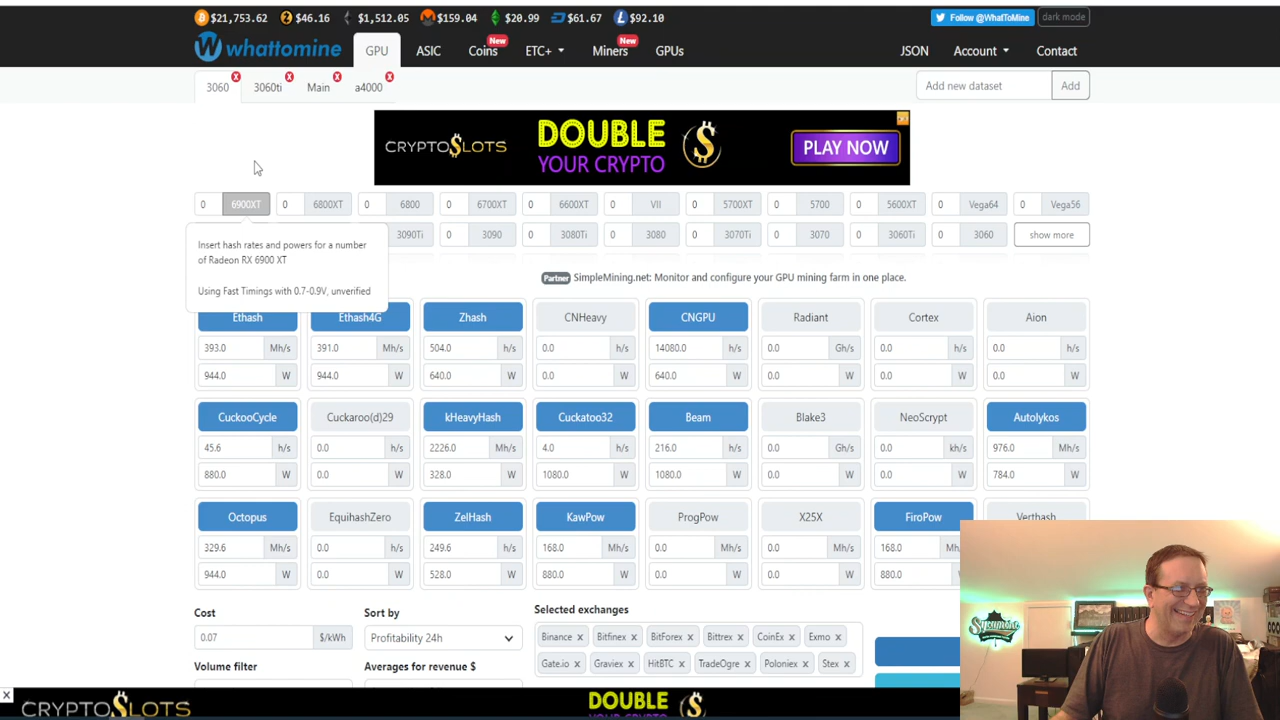 $21,753.62 $46.16 $1,512.05 $159.04 $20.99 $61.67 $92.10 Follow @WhatToMine dark mode
whattomine GPU ASIC Coins New ETC+ Miners New GPUs JSON Account Contact
3060 X 3060ti X Main X a4000 X Add new dataset Add
CRYPTO$LOTS DOUBLE YOUR CRYPTO PLAY NOW
0 6900XT 0 6800XT 0 6800 0 6700XT 0 6600XT 0 VII 0 5700XT 0 5700 0 5600XT 0 Vega64 0 Vega56
3090Ti 0 3090 0 3080Ti 0 3080 0 3070Ti 0 3070 0 3060Ti 0 3060 show more
Insert hash rates and powers for a number
of Radeon RX 6900 XT
Using Fast Timings with 0.7-0.9V, unverified
Partner SimpleMining.net: Monitor and configure your GPU mining farm in one place.
Ethash Ethash4G Zhash CNHeavy CNGPU Radiant Cortex Aion
393.0 Mh/s 391.0 Mh/s 504.0 h/s 0.0 h/s 14080.0 h/s 0.0 Gh/s 0.0 h/s 0.0 h/s
944.0 W 944.0 W 640.0 W 0.0 W 640.0 W 0.0 W 0.0 W 0.0 W
CuckooCycle Cuckaroo(d)29 kHeavyHash Cuckatoo32 Beam Blake3 NeoScrypt Autolykos
45.6 h/s 0.0 h/s 2226.0 Mh/s 4.0 h/s 216.0 h/s 0.0 Gh/s 0.0 kh/s 976.0 Mh/s
880.0 W 0.0 W 328.0 W 1080.0 W 1080.0 W 0.0 W 0.0 W 784.0 W
Octopus EquihashZero ZelHash KawPow ProgPow X25X FiroPow Verthash
329.6 Mh/s 0.0 h/s 249.6 h/s 168.0 Mh/s 0.0 Mh/s 0.0 Mh/s 168.0 Mh/
944.0 W 0.0 W 528.0 W 880.0 W 0.0 W 0.0 W 880.0
Cost Sort by Selected exchanges
0.07 $/kWh Profitability 24h Binance × Bitfinex × BitForex × Bittrex × CoinEx × Exmo ×
Gate.io × Graviex × HitBTC × TradeOgre × Poloniex × Stex ×
Volume filter Averages for revenue $
X CRYPTO$LOTS DOUBLE